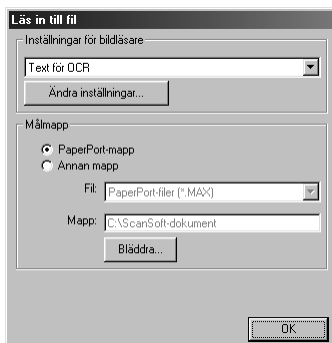 Läs in till fil
Inställningar för bildläsare
Text för OCR
Ändra inställningar...
Målmapp
PaperPort-mapp
Annan mapp
Fil: PaperPort-filer (*.MAX)
Mapp: C:\ScanSoft-dokument
Bläddra...
OK